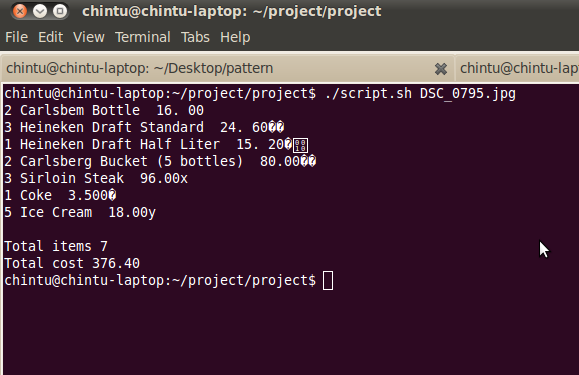 chintu@chintu-laptop: ~/project/project
File Edit View Terminal Tabs Help
chintu@chintu-laptop: ~/Desktop/pattern
chintu@chintu-lap
chintu@chintu-laptop:~/project/project$ ./script.sh DSC_0795.jpg
2 Carlsbem Bottle  16. 00
3 Heineken Draft Standard  24. 60��
1 Heineken Draft Half Liter  15. 20�
2 Carlsberg Bucket (5 bottles)  80.00��
3 Sirloin Steak  96.00x
1 Coke  3.500�
5 Ice Cream  18.00y
Total items 7
Total cost 376.40
chintu@chintu-laptop:~/project/project$